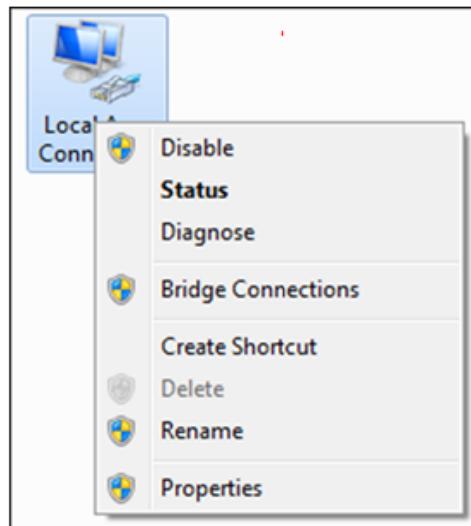 Local A
Conn
Disable
Status
Diagnose
Bridge Connections
Create Shortcut
Delete
Rename
Properties